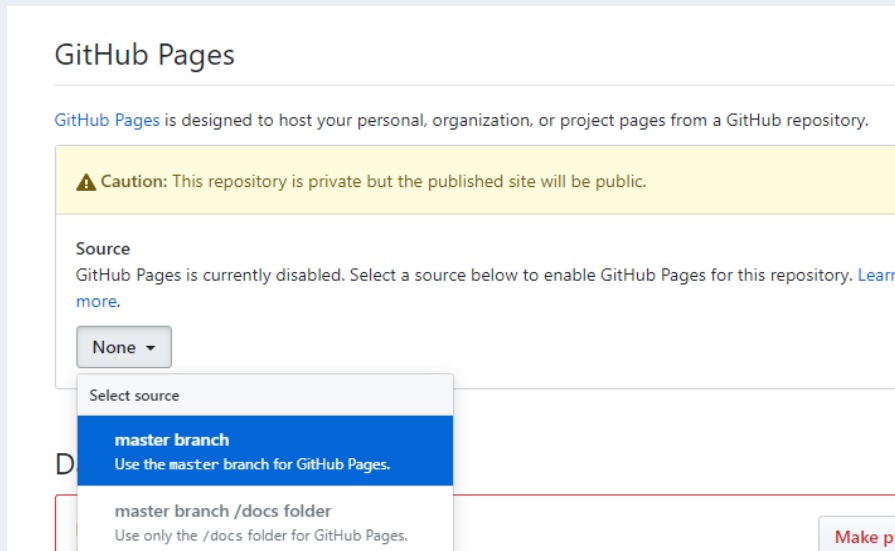 GitHub Pages
GitHub Pages is designed to host your personal, organization, or project pages from a GitHub repository.
Caution: This repository is private but the published site will be public.
Source
GitHub Pages is currently disabled. Select a source below to enable GitHub Pages for this repository. Learn
more.
None
Select source
master branch
Use the master branch for GitHub Pages.
master branch /docs folder
Use only the /docs folder for GitHub Pages.
Make p